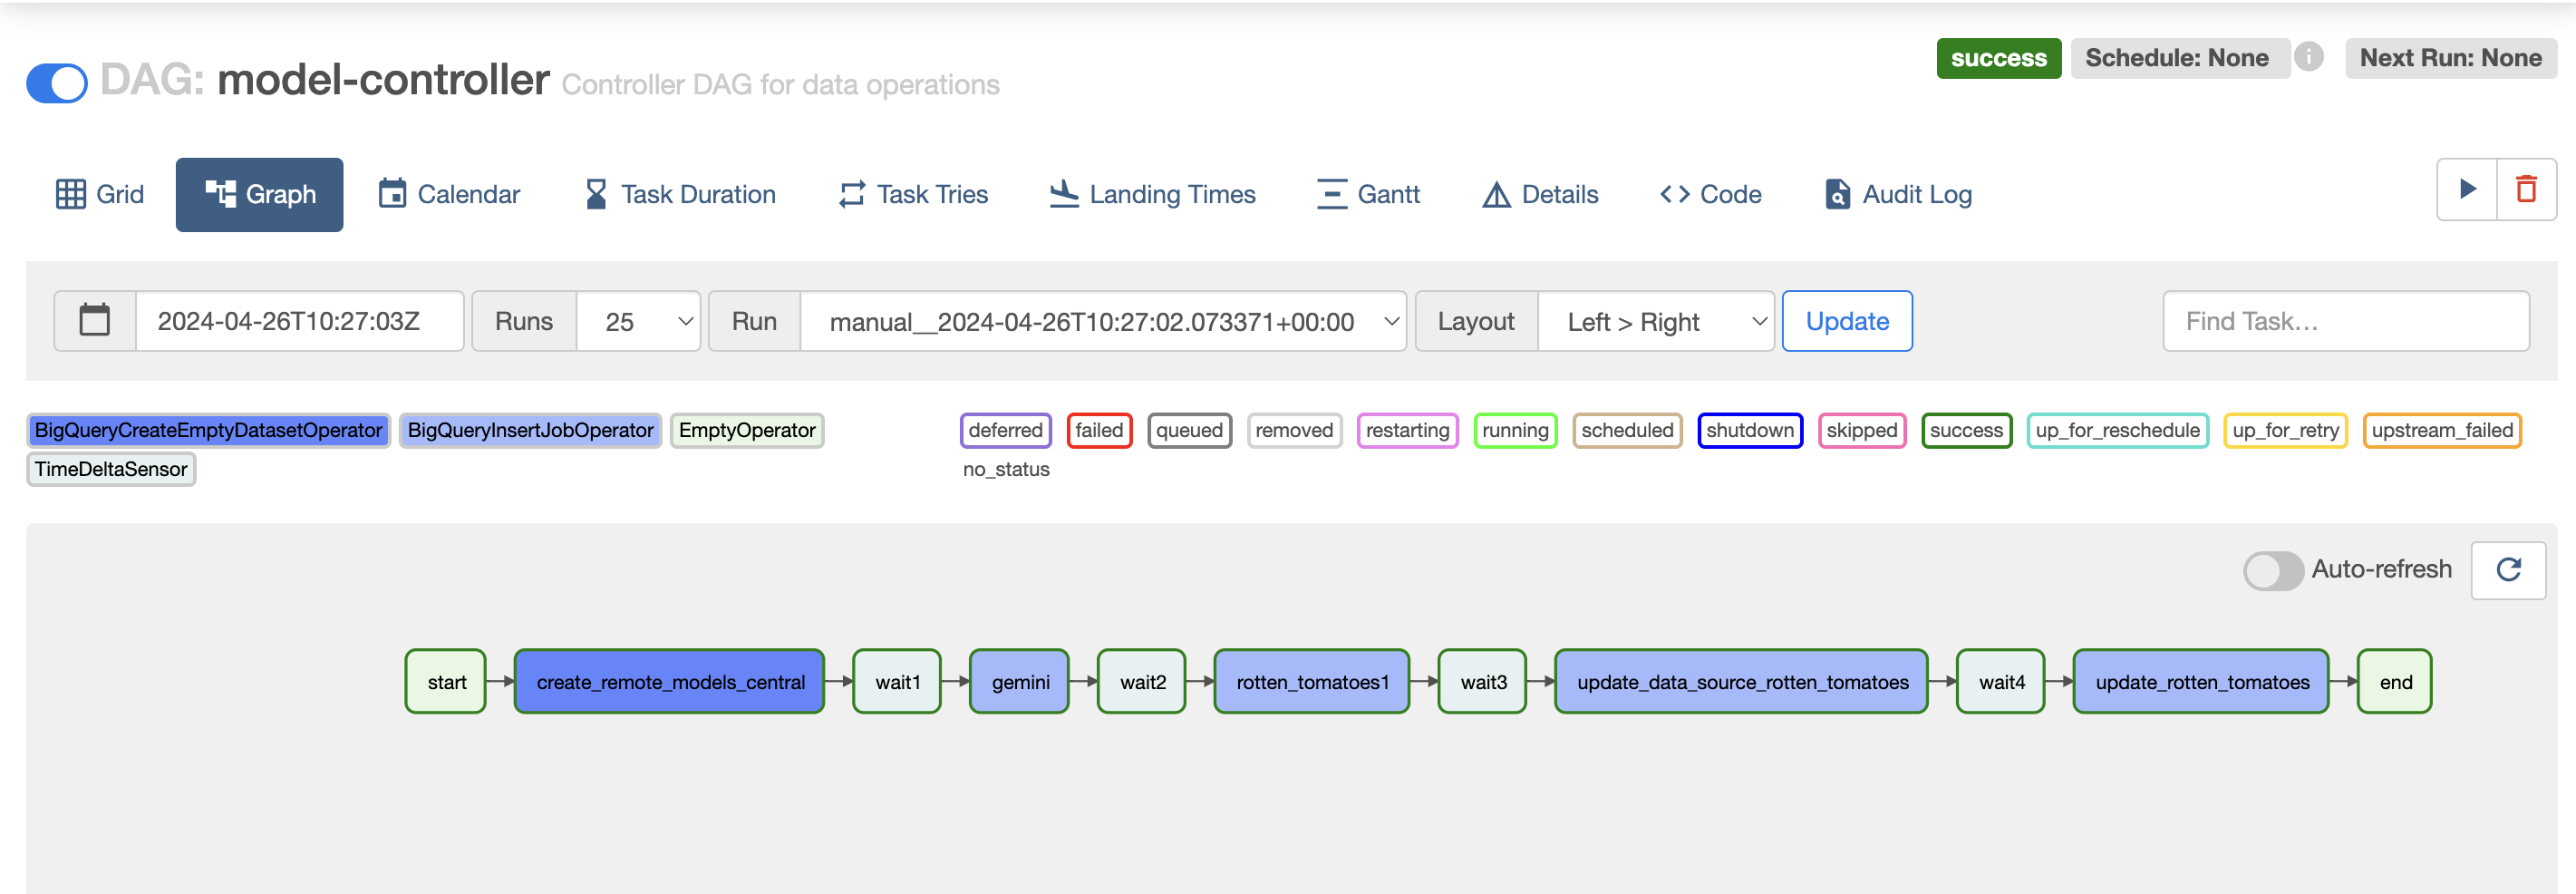 DAG: model-controller Controller DAG for data operations
success Schedule: None i Next Run: None
Grid Graph Calendar Task Duration Task Tries Landing Times Gantt Details Code Audit Log
2024-04-26T10:27:03Z Runs 25 Run manual__2024-04-26T10:27:02.073371+00:00 Layout Left > Right Update Find Task…
BigQueryCreateEmptyDatasetOperator BigQueryInsertJobOperator EmptyOperator
TimeDeltaSensor
deferred failed queued removed restarting running scheduled shutdown skipped success up_for_reschedule up_for_retry upstream_failed
no_status
Auto-refresh
start create_remote_models_central wait1 gemini wait2 rotten_tomatoes1 wait3 update_data_source_rotten_tomatoes wait4 update_rotten_tomatoes end